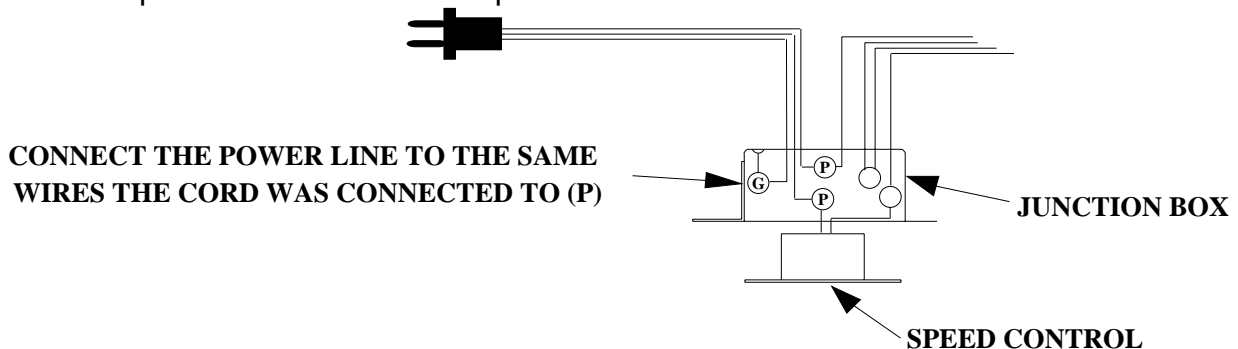 CONNECT THE POWER LINE TO THE SAME
WIRES THE CORD WAS CONNECTED TO (P)
G
P
P
JUNCTION BOX
SPEED CONTROL